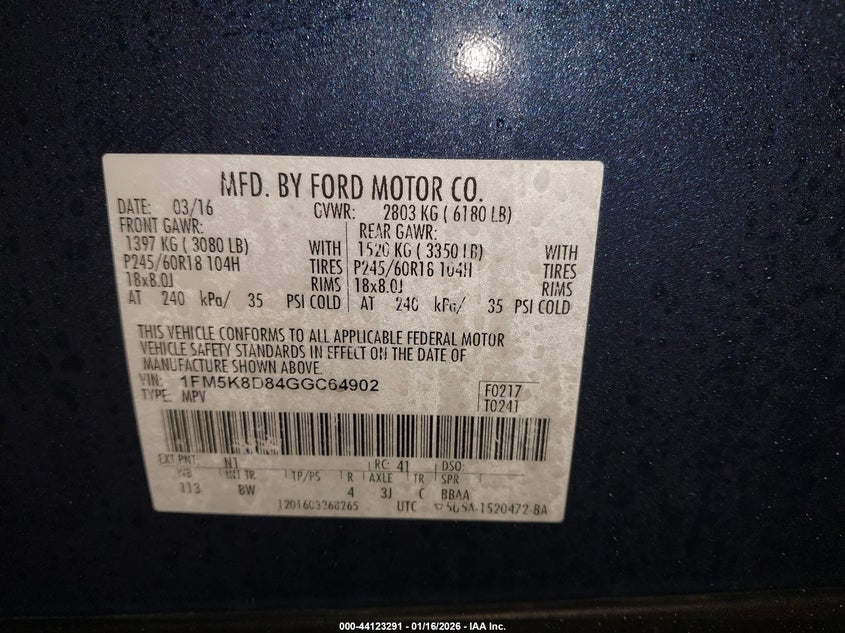 MFD. BY FORD MOTOR CO.
DATE: 03/16 GVWR: 2803 KG ( 6180 LB)
FRONT GAWR: REAR GAWR:
1397 KG ( 3080 LB) WITH 1520 KG ( 3350 LB) WITH
P245/60R18 104H TIRES P245/60R18 104H TIRES
18x8.0J RIMS 18x8.0J RIMS
AT 240 kPa/ 35 PSI COLD AT 240 kPa/ 35 PSI COLD
THIS VEHICLE CONFORMS TO ALL APPLICABLE FEDERAL MOTOR
VEHICLE SAFETY STANDARDS IN EFFECT ON THE DATE OF
MANUFACTURE SHOWN ABOVE.
VIN: 1FM5K8D84GGC64902 F0217
TYPE: MPV T0241
EXT PNT: N1 RC: 41 DSO:
WB INT TR TP/PS R AXLE TR SPR
113 BW 4 3J C BBAA
UTC
000-44123291 - 01/16/2026 - IAA Inc.